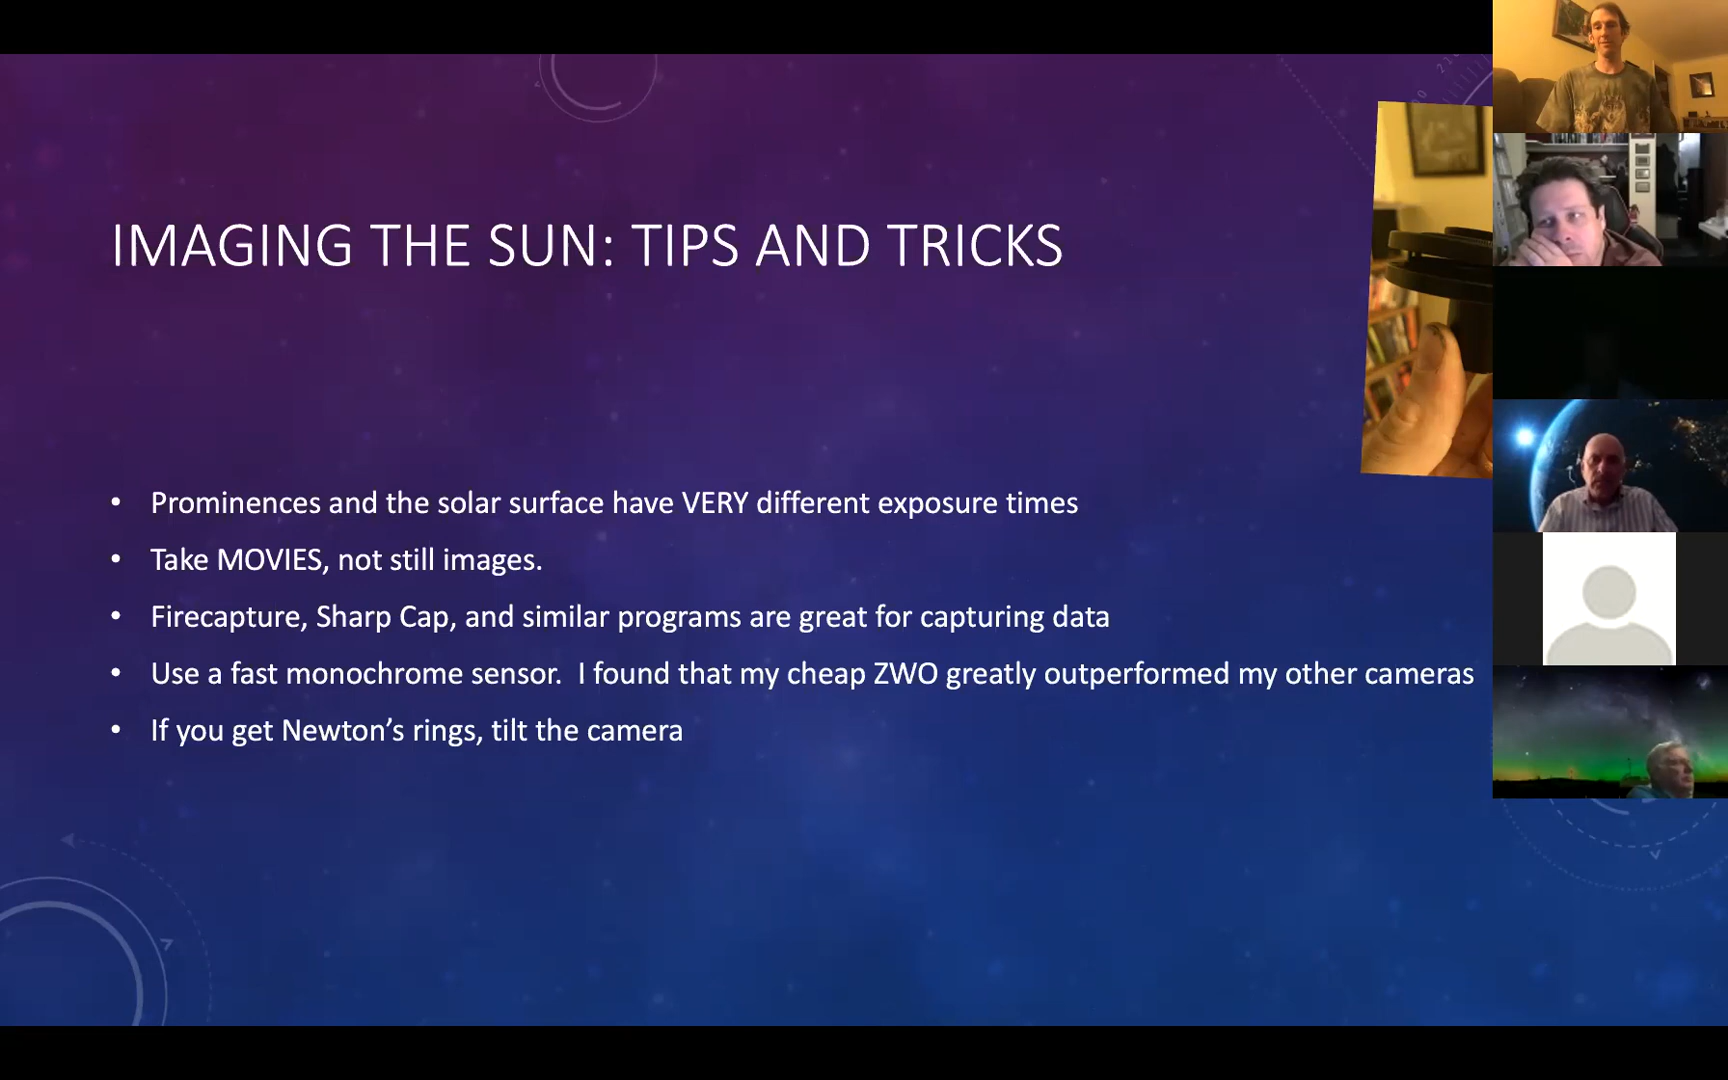 IMAGING THE SUN: TIPS AND TRICKS
• Prominences and the solar surface have VERY different exposure times
• Take MOVIES, not still images.
• Firecapture, Sharp Cap, and similar programs are great for capturing data
• Use a fast monochrome sensor.  I found that my cheap ZWO greatly outperformed my other cameras
• If you get Newton’s rings, tilt the camera